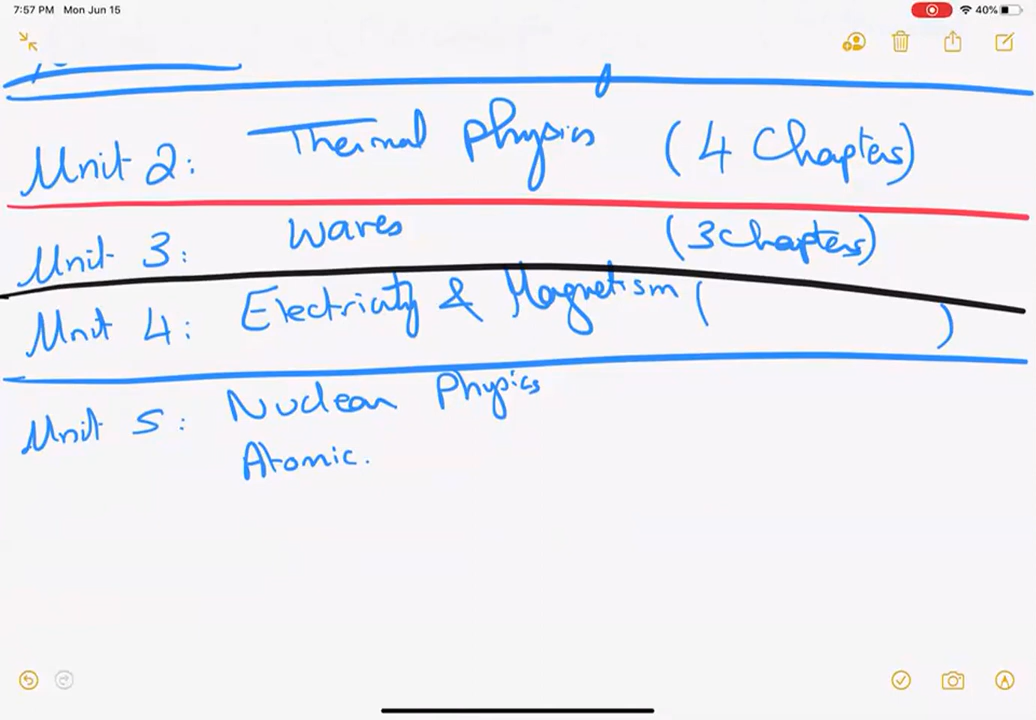 7:57 PM Mon Jun 15
40%
Unit 2: Thermal Physics (4 Chapters)
Unit 3: Waves (3 Chapters)
Unit 4: Electricity & Magnetism ( )
Unit 5: Nuclear Physics
Atomic.